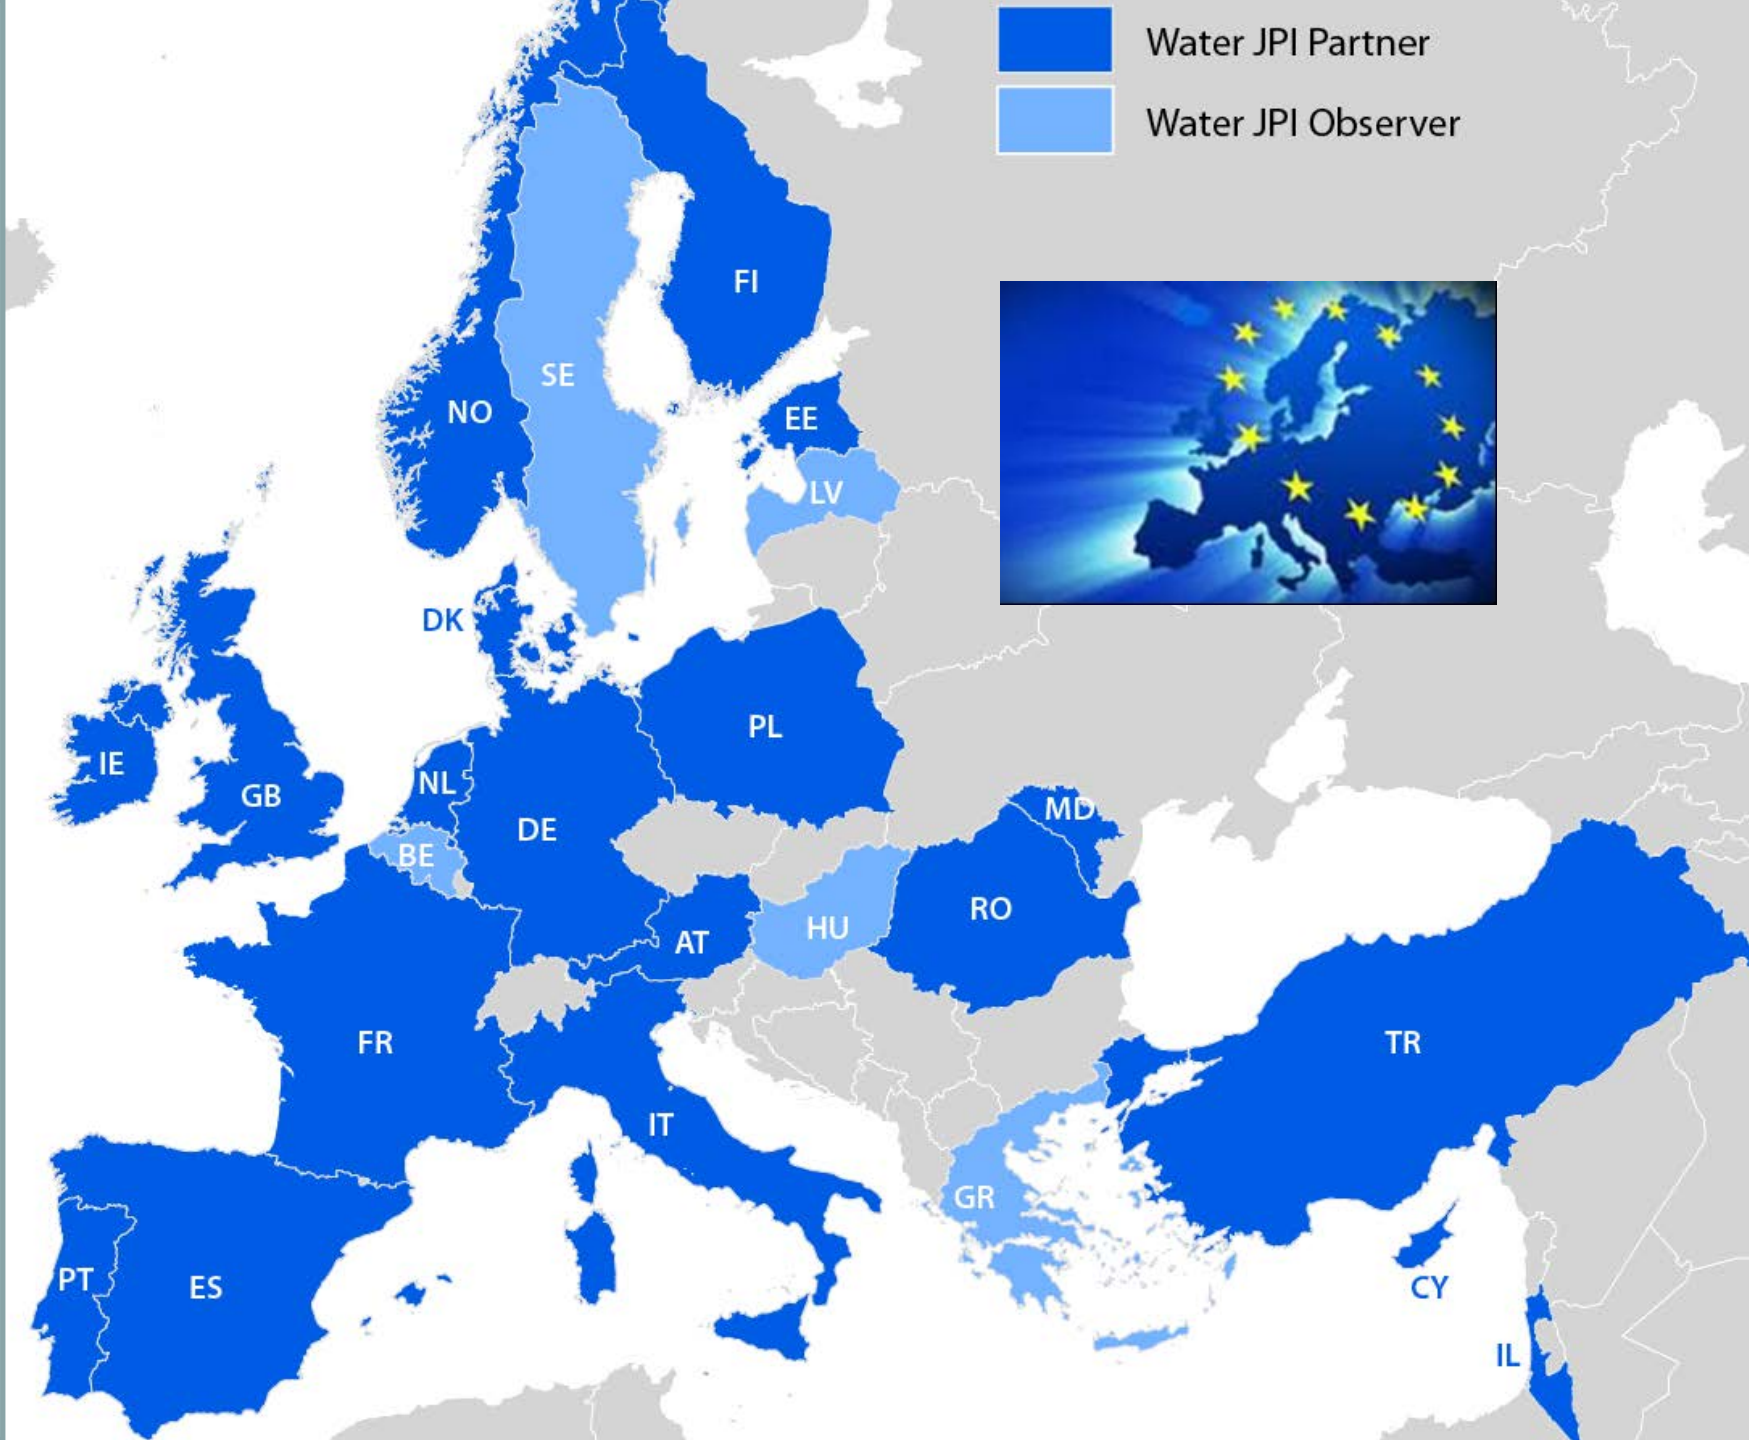 Water JPI Partner
Water JPI Observer
FI
SE
NO
EE
LV
DK
PL
IE
NL
GB
MD
DE
BE
RO
HU
AT
FR
TR
IT
GR
PT
ES
CY
IL